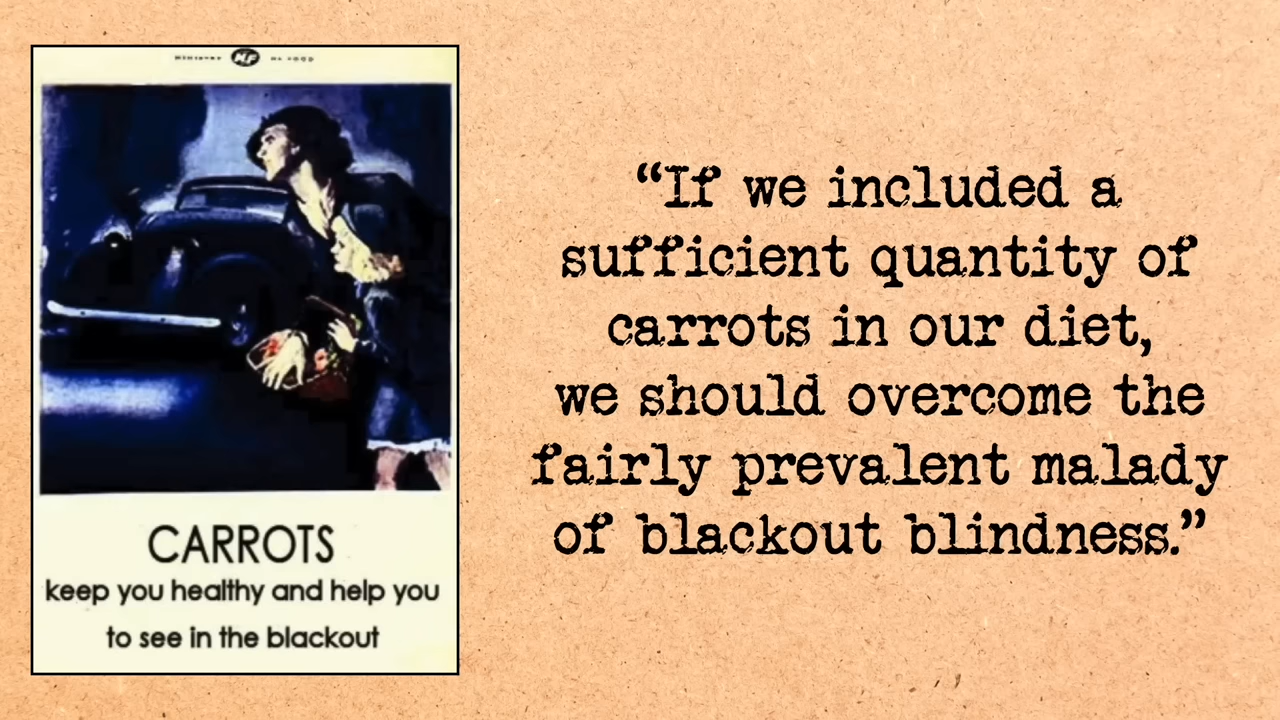 MF
CARROTS
keep you healthy and help you
to see in the blackout
“If we included a
sufficient quantity of
carrots in our diet,
we should overcome the
fairly prevalent malady
of blackout blindness.”